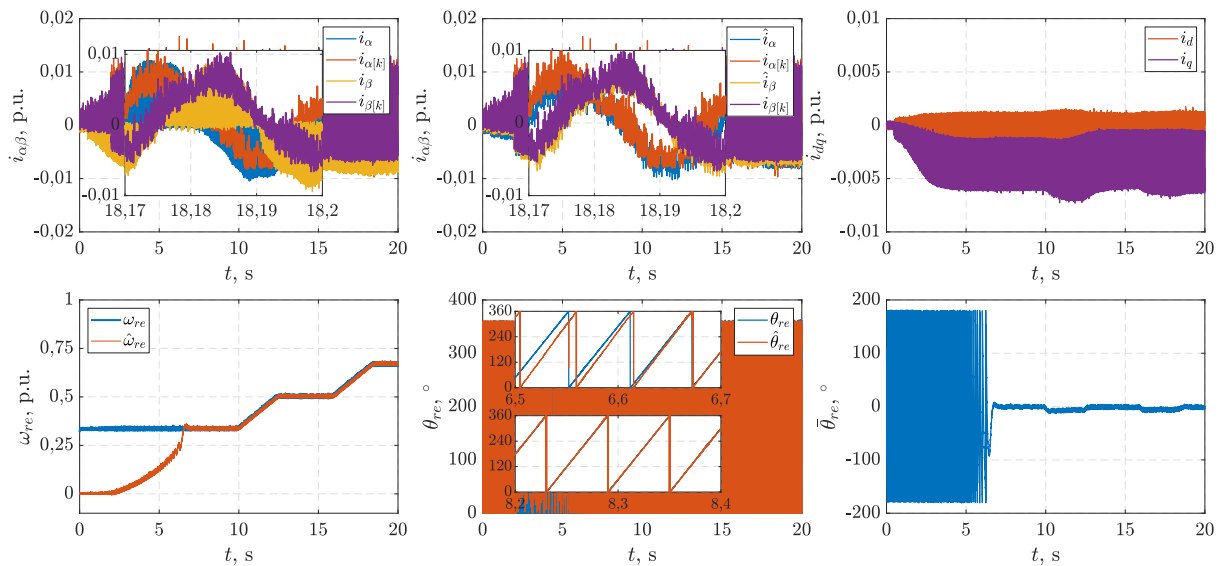 0,02
0,01
0
-0,01
-0,02
i_{αβ}, p.u.
0,01
0
-0,01
18,17 18,18 18,19 18,2
i_α
i_{α[k]}
i_β
i_{β[k]}
0 5 10 15 20
t, s
0,02
0,01
0
-0,01
-0,02
i_{αβ}, p.u.
0,01
0
-0,01
18,17 18,18 18,19 18,2
î_α
i_{α[k]}
î_β
i_{β[k]}
0 5 10 15 20
t, s
0,01
0,005
0
-0,005
-0,01
i_{dq}, p.u.
i_d
i_q
0 5 10 15 20
t, s
1
0,75
0,5
0,25
0
ω_{re}, p.u.
ω_{re}
ω̂_{re}
0 5 10 15 20
t, s
400
300
200
100
0
θ_{re}, °
360
240
120
0
6,5 6,6 6,7
360
240
120
0
8,2 8,3 8,4
θ_{re}
θ̂_{re}
0 5 10 15 20
t, s
200
100
0
-100
-200
θ̄_{re}, °
0 5 10 15 20
t, s